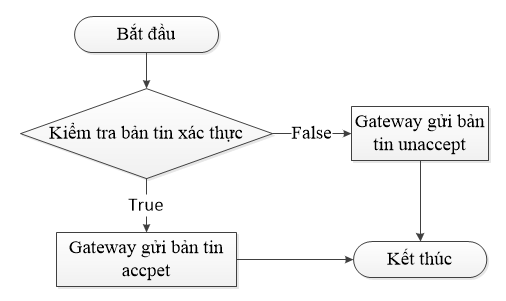 Bắt đầu
Kiểm tra bản tin xác thực
False
Gateway gửi bản
tin unaccept
True
Gateway gửi bản tin
accpet
Kết thúc